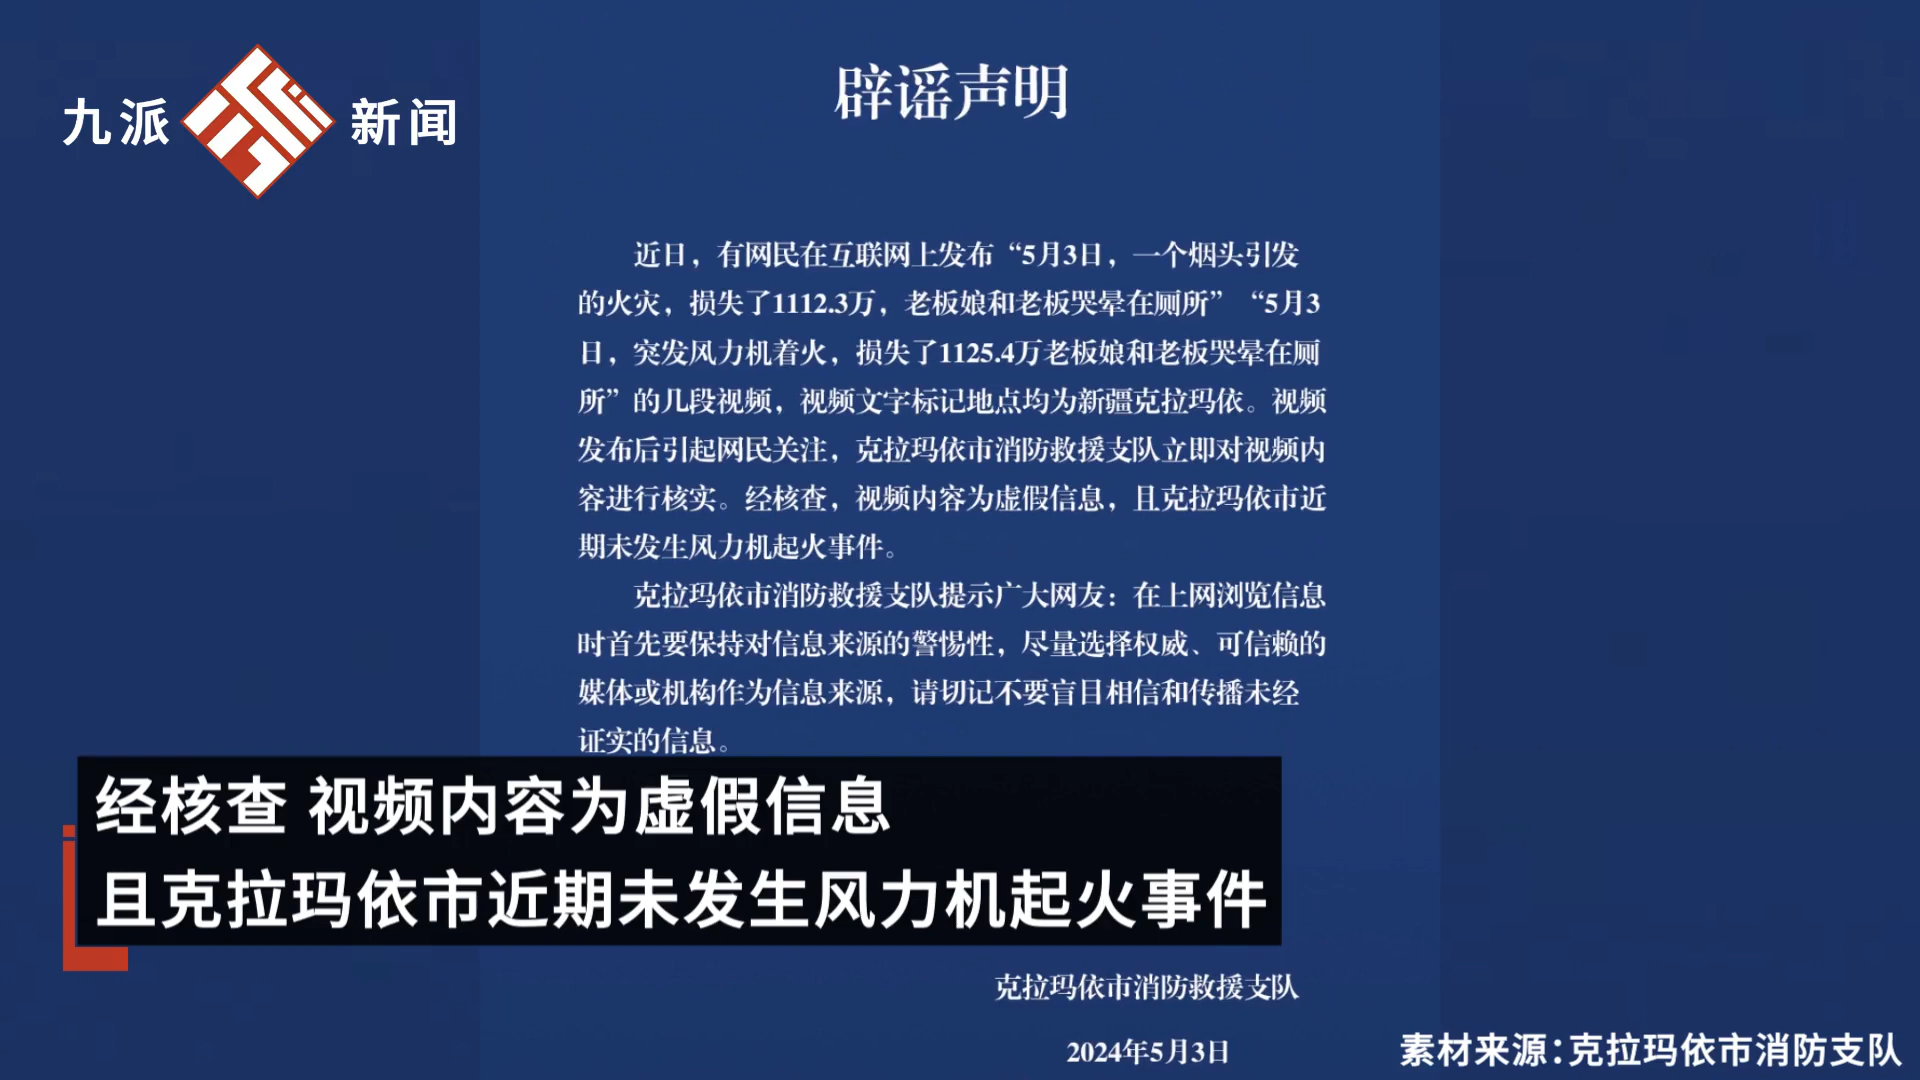 九派新闻
辟谣声明
近日，有网民在互联网上发布“5月3日，一个烟头引发
的火灾，损失了1112.3万，老板娘和老板哭晕在厕所”“5月3
日，突发风力机着火，损失了1125.4万老板娘和老板哭晕在厕
所”的几段视频，视频文字标记地点均为新疆克拉玛依。视频
发布后引起网民关注，克拉玛依市消防救援支队立即对视频内
容进行核实。经核查，视频内容为虚假信息，且克拉玛依市近
期未发生风力机起火事件。
克拉玛依市消防救援支队提示广大网友：在上网浏览信息
时首先要保持对信息来源的警惕性，尽量选择权威、可信赖的
媒体或机构作为信息来源，请切记不要盲目相信和传播未经
证实的信息。
经核查 视频内容为虚假信息
且克拉玛依市近期未发生风力机起火事件
克拉玛依市消防救援支队
2024年5月3日
素材来源：克拉玛依市消防支队